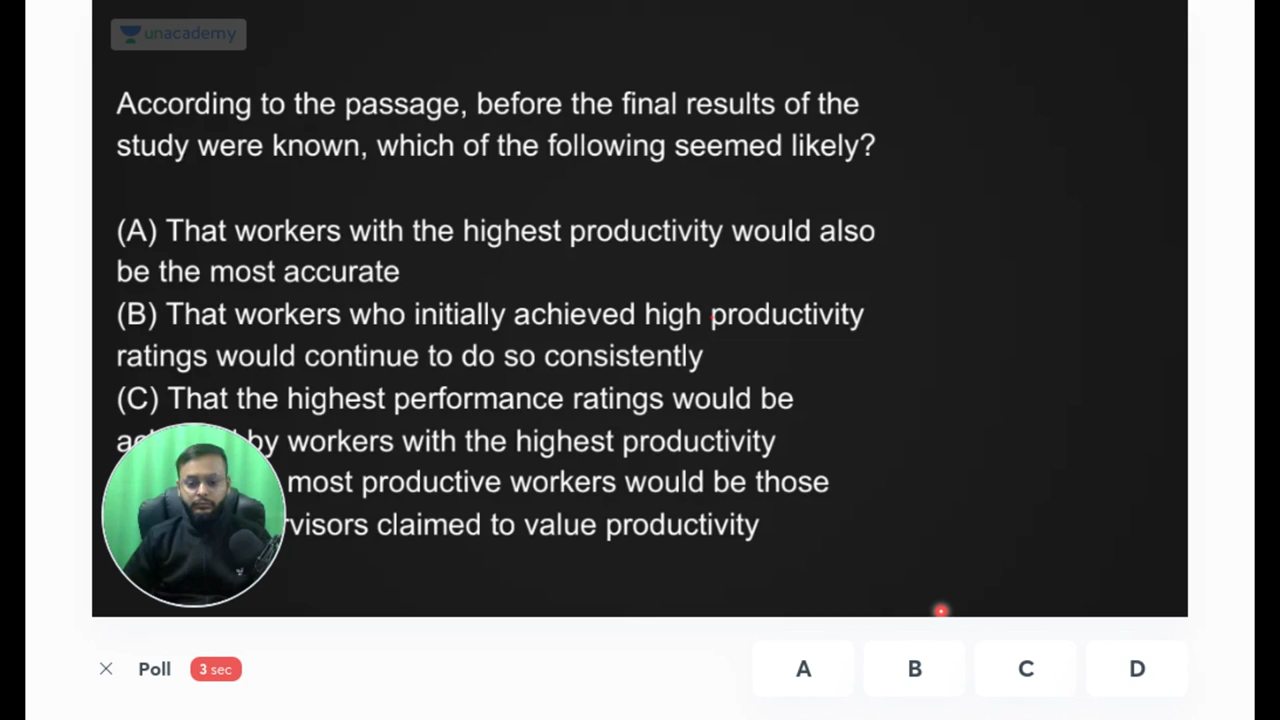 unacademy
According to the passage, before the final results of the
study were known, which of the following seemed likely?
(A) That workers with the highest productivity would also
be the most accurate
(B) That workers who initially achieved high productivity
ratings would continue to do so consistently
(C) That the highest performance ratings would be
by workers with the highest productivity
most productive workers would be those
claimed to value productivity
Poll
3 sec
A
B
C
D